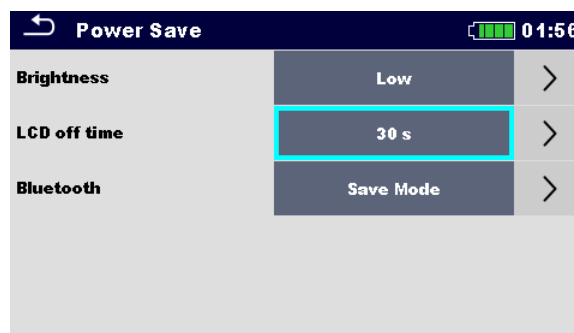 Power Save 01:56
Brightness Low
LCD off time 30 s
Bluetooth Save Mode